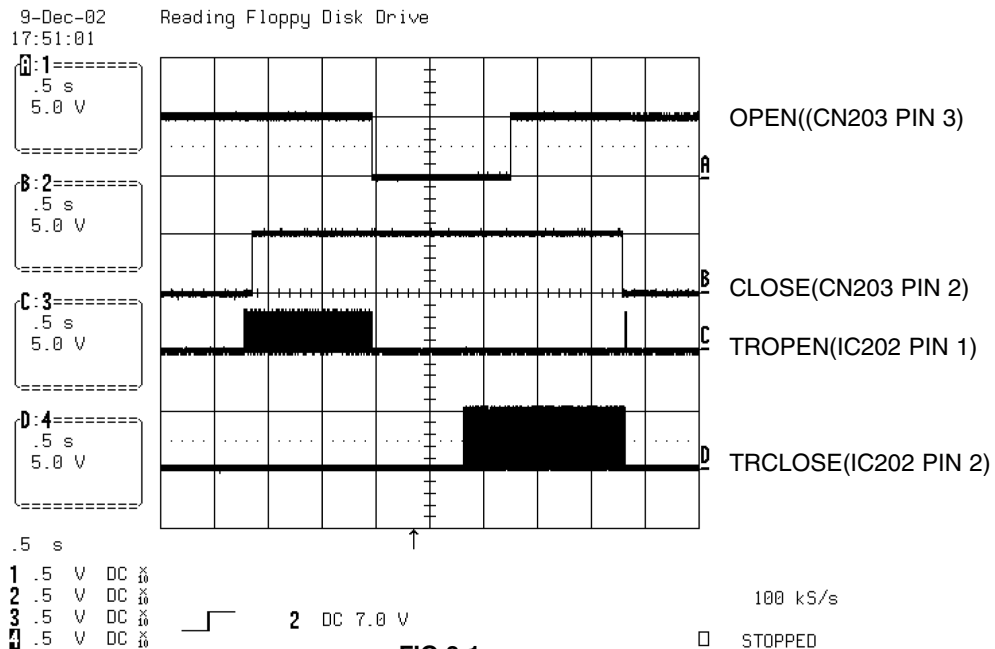 9-Dec-02
17:51:01
Reading Floppy Disk Drive
A:1
.5 s
5.0 V
B:2
.5 s
5.0 V
C:3
.5 s
5.0 V
D:4
.5 s
5.0 V
A
B
C
D
OPEN((CN203 PIN 3)
CLOSE(CN203 PIN 2)
TROPEN(IC202 PIN 1)
TRCLOSE(IC202 PIN 2)
.5 s
1 .5 V DC X10
2 .5 V DC X10
3 .5 V DC X10
4 .5 V DC X10
2 DC 7.0 V
100 kS/s
STOPPED